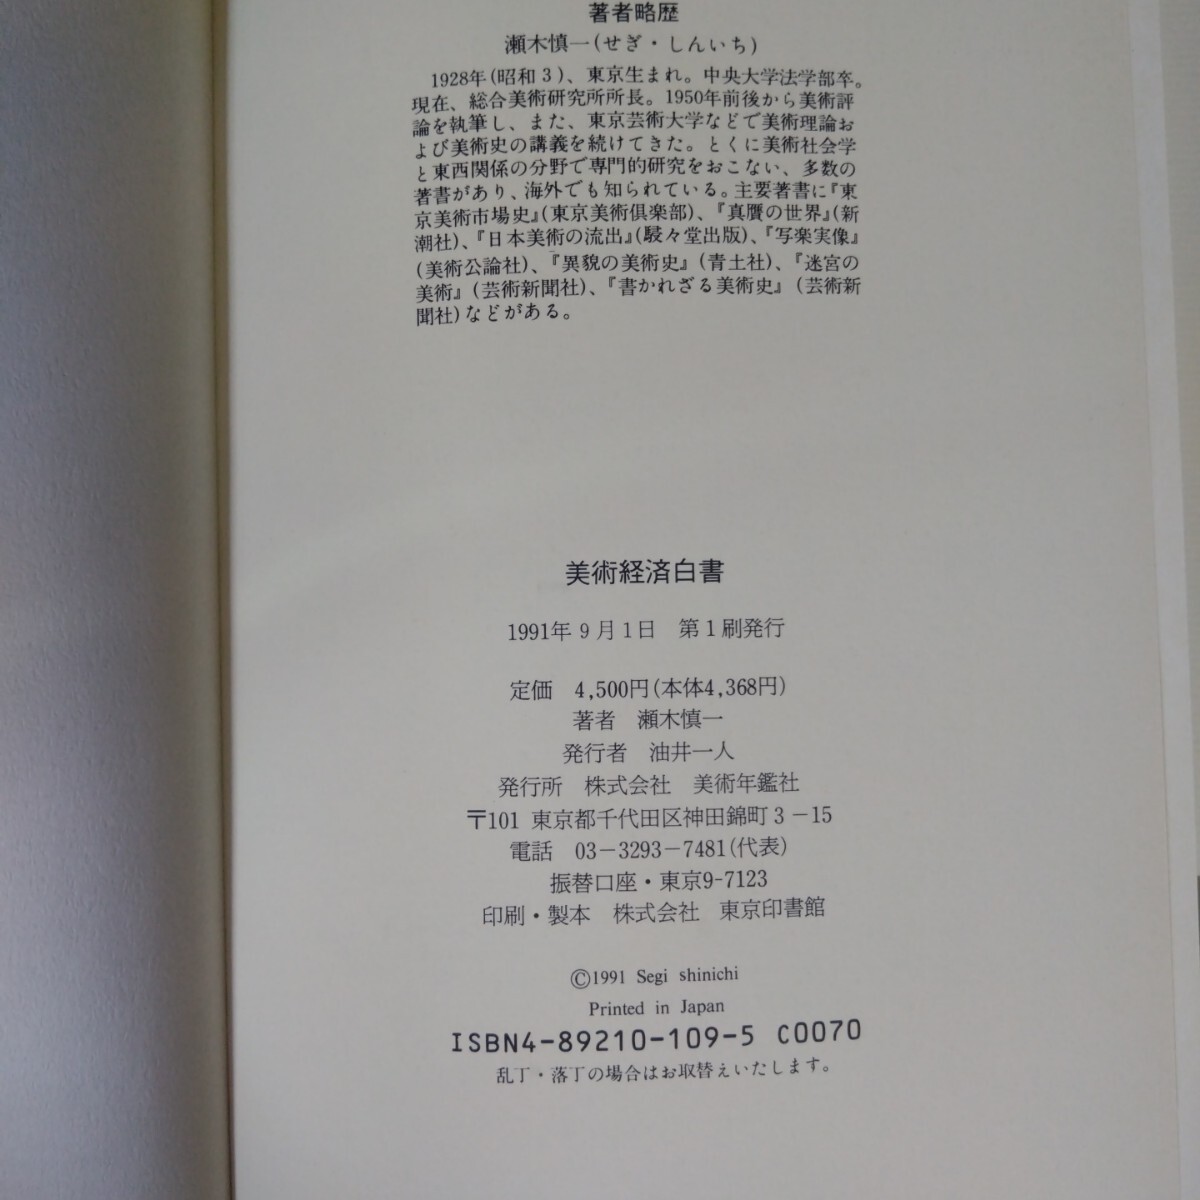 著者略歴
瀬木慎一(せぎ・しんいち)
1928年(昭和3)、東京生まれ。中央大学法学部卒。
現在、総合美術研究所所長。1950年前後から美術評
論を執筆し、また、東京芸術大学などで美術理論お
よび美術史の講義を続けてきた。とくに美術社会学
と東西関係の分野で専門的研究をおこない、多数の
著書があり、海外でも知られている。主要著書に『東
京美術市場史』(東京美術倶楽部)、『真贋の世界』(新
潮社)、『日本美術の流出』(駸々堂出版)、『写楽実像』
(美術公論社)、『異貌の美術史』(青土社)、『迷宮の
美術』(芸術新聞社)、『書かれざる美術史』(芸術新
聞社)などがある。
美術経済白書
1991年9月1日 第1刷発行
定価 4,500円(本体4,368円)
著者 瀬木慎一
発行者 油井一人
発行所 株式会社 美術年鑑社
〒101 東京都千代田区神田錦町3-15
電話 03-3293-7481(代表)
振替口座・東京9-7123
印刷・製本 株式会社 東京印書館
©1991 Segi shinichi
Printed in Japan
ISBN4-89210-109-5 C0070
乱丁・落丁の場合はお取替えいたします。